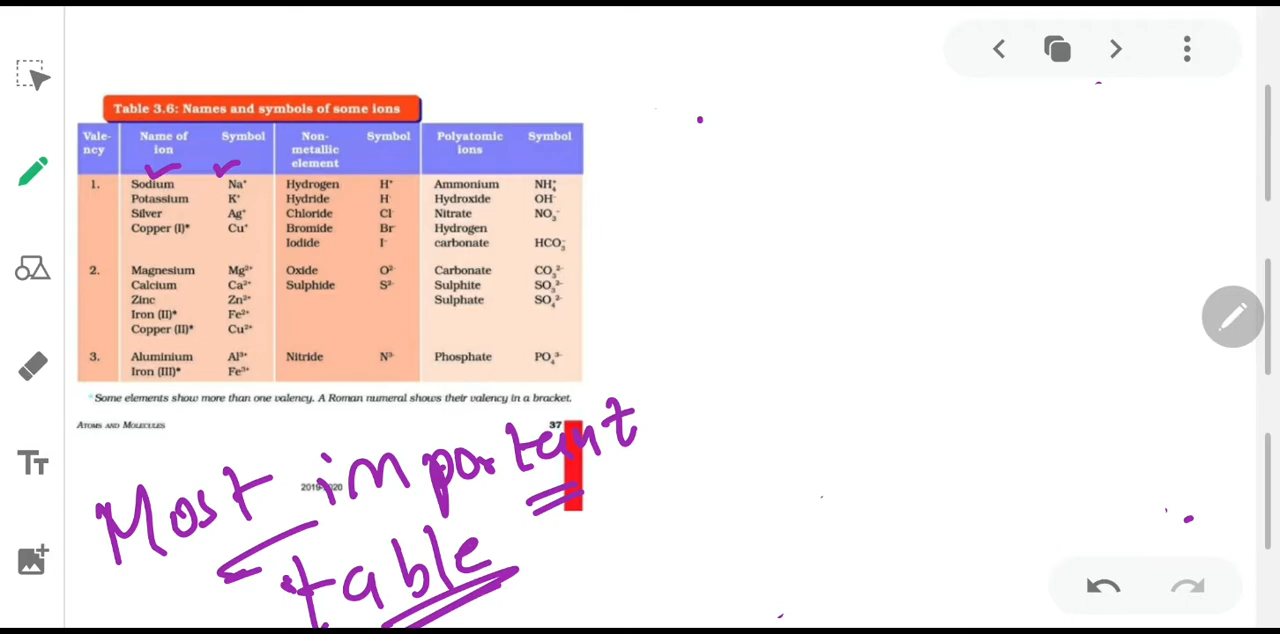 Table 3.6: Names and symbols of some ions
Vale- Name of Symbol Non- Symbol Polyatomic Symbol
ncy ion metallic ions
element
1. Sodium Na⁺ Hydrogen H⁺ Ammonium NH₄⁺
Potassium K⁺ Hydride H⁻ Hydroxide OH⁻
Silver Ag⁺ Chloride Cl⁻ Nitrate NO₃⁻
Copper (I)* Cu⁺ Bromide Br⁻ Hydrogen
Iodide I⁻ carbonate HCO₃⁻
2. Magnesium Mg²⁺ Oxide O²⁻ Carbonate CO₃²⁻
Calcium Ca²⁺ Sulphide S²⁻ Sulphite SO₃²⁻
Zinc Zn²⁺ Sulphate SO₄²⁻
Iron (II)* Fe²⁺
Copper (II)* Cu²⁺
3. Aluminium Al³⁺ Nitride N³⁻ Phosphate PO₄³⁻
Iron (III)* Fe³⁺
*Some elements show more than one valency. A Roman numeral shows their valency in a bracket.
ATOMS AND MOLECULES 37
Most important
2019-2020
table
TT